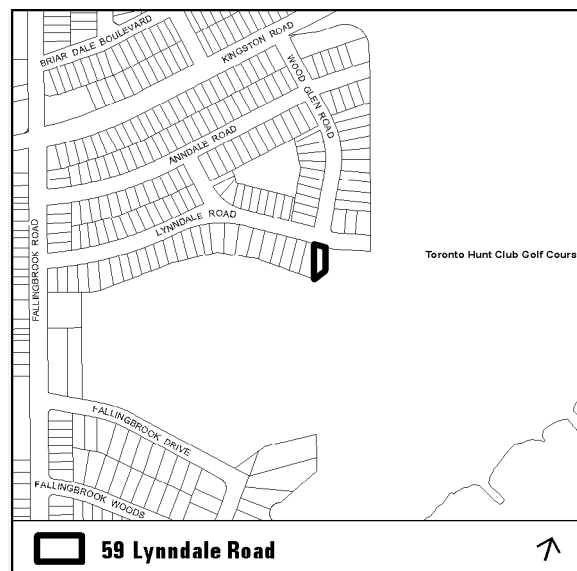 BRIAR DALE BOULEVARD
KINGSTON ROAD
WOOD GLEN ROAD
ANNDALE ROAD
LYNNDALE ROAD
FALLINGBROOK ROAD
Toronto Hunt Club Golf Cours
FALLINGBROOK DRIVE
FALLINGBROOK WOODS
59 Lynndale Road